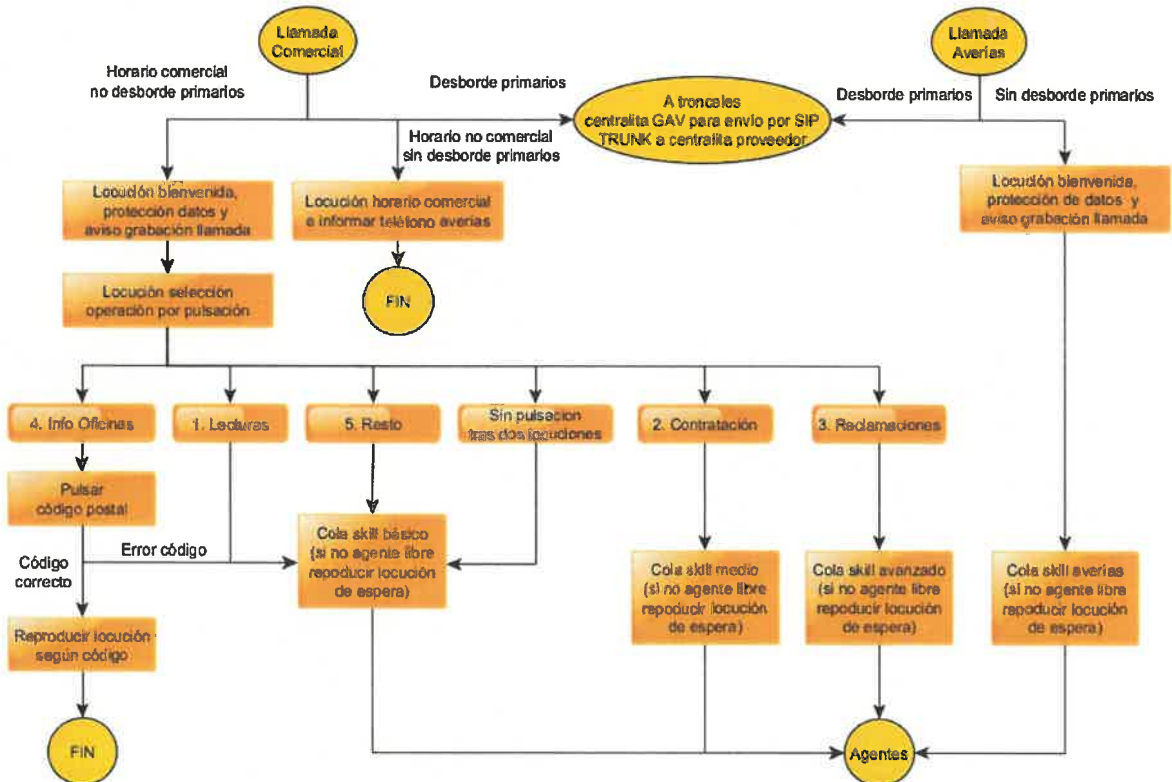 Llamada
Comercial
Llamada
Averías
Horario comercial
no desborde primarios
Desborde primarios
A troncales
centralita GAV para envío por SIP
TRUNK a centralita proveedor
Desborde primarios
Sin desborde primarios
Horario no comercial
sin desborde primarios
Locución bienvenida,
protección datos y
aviso grabación llamada
Locución horario comercial
e informar teléfono averías
Locución bienvenida,
protección de datos y
aviso grabación llamada
Locución selección
operación por pulsación
FIN
4. Info Oficinas
1. Lecturas
5. Resto
Sin pulsacion
tras dos locuciones
2. Contratación
3. Reclamaciones
Pulsar
código postal
Error código
Código
correcto
Cola skill básico
(si no agente libre
reproducir locución
de espera)
Cola skill medio
(si no agente libre
reproducir locución
de espera)
Cola skill avanzado
(si no agente libre
reproducir locución
de espera)
Cola skill averías
(si no agente libre
reproducir locución
de espera)
Reproducir locución
según código
FIN
Agentes